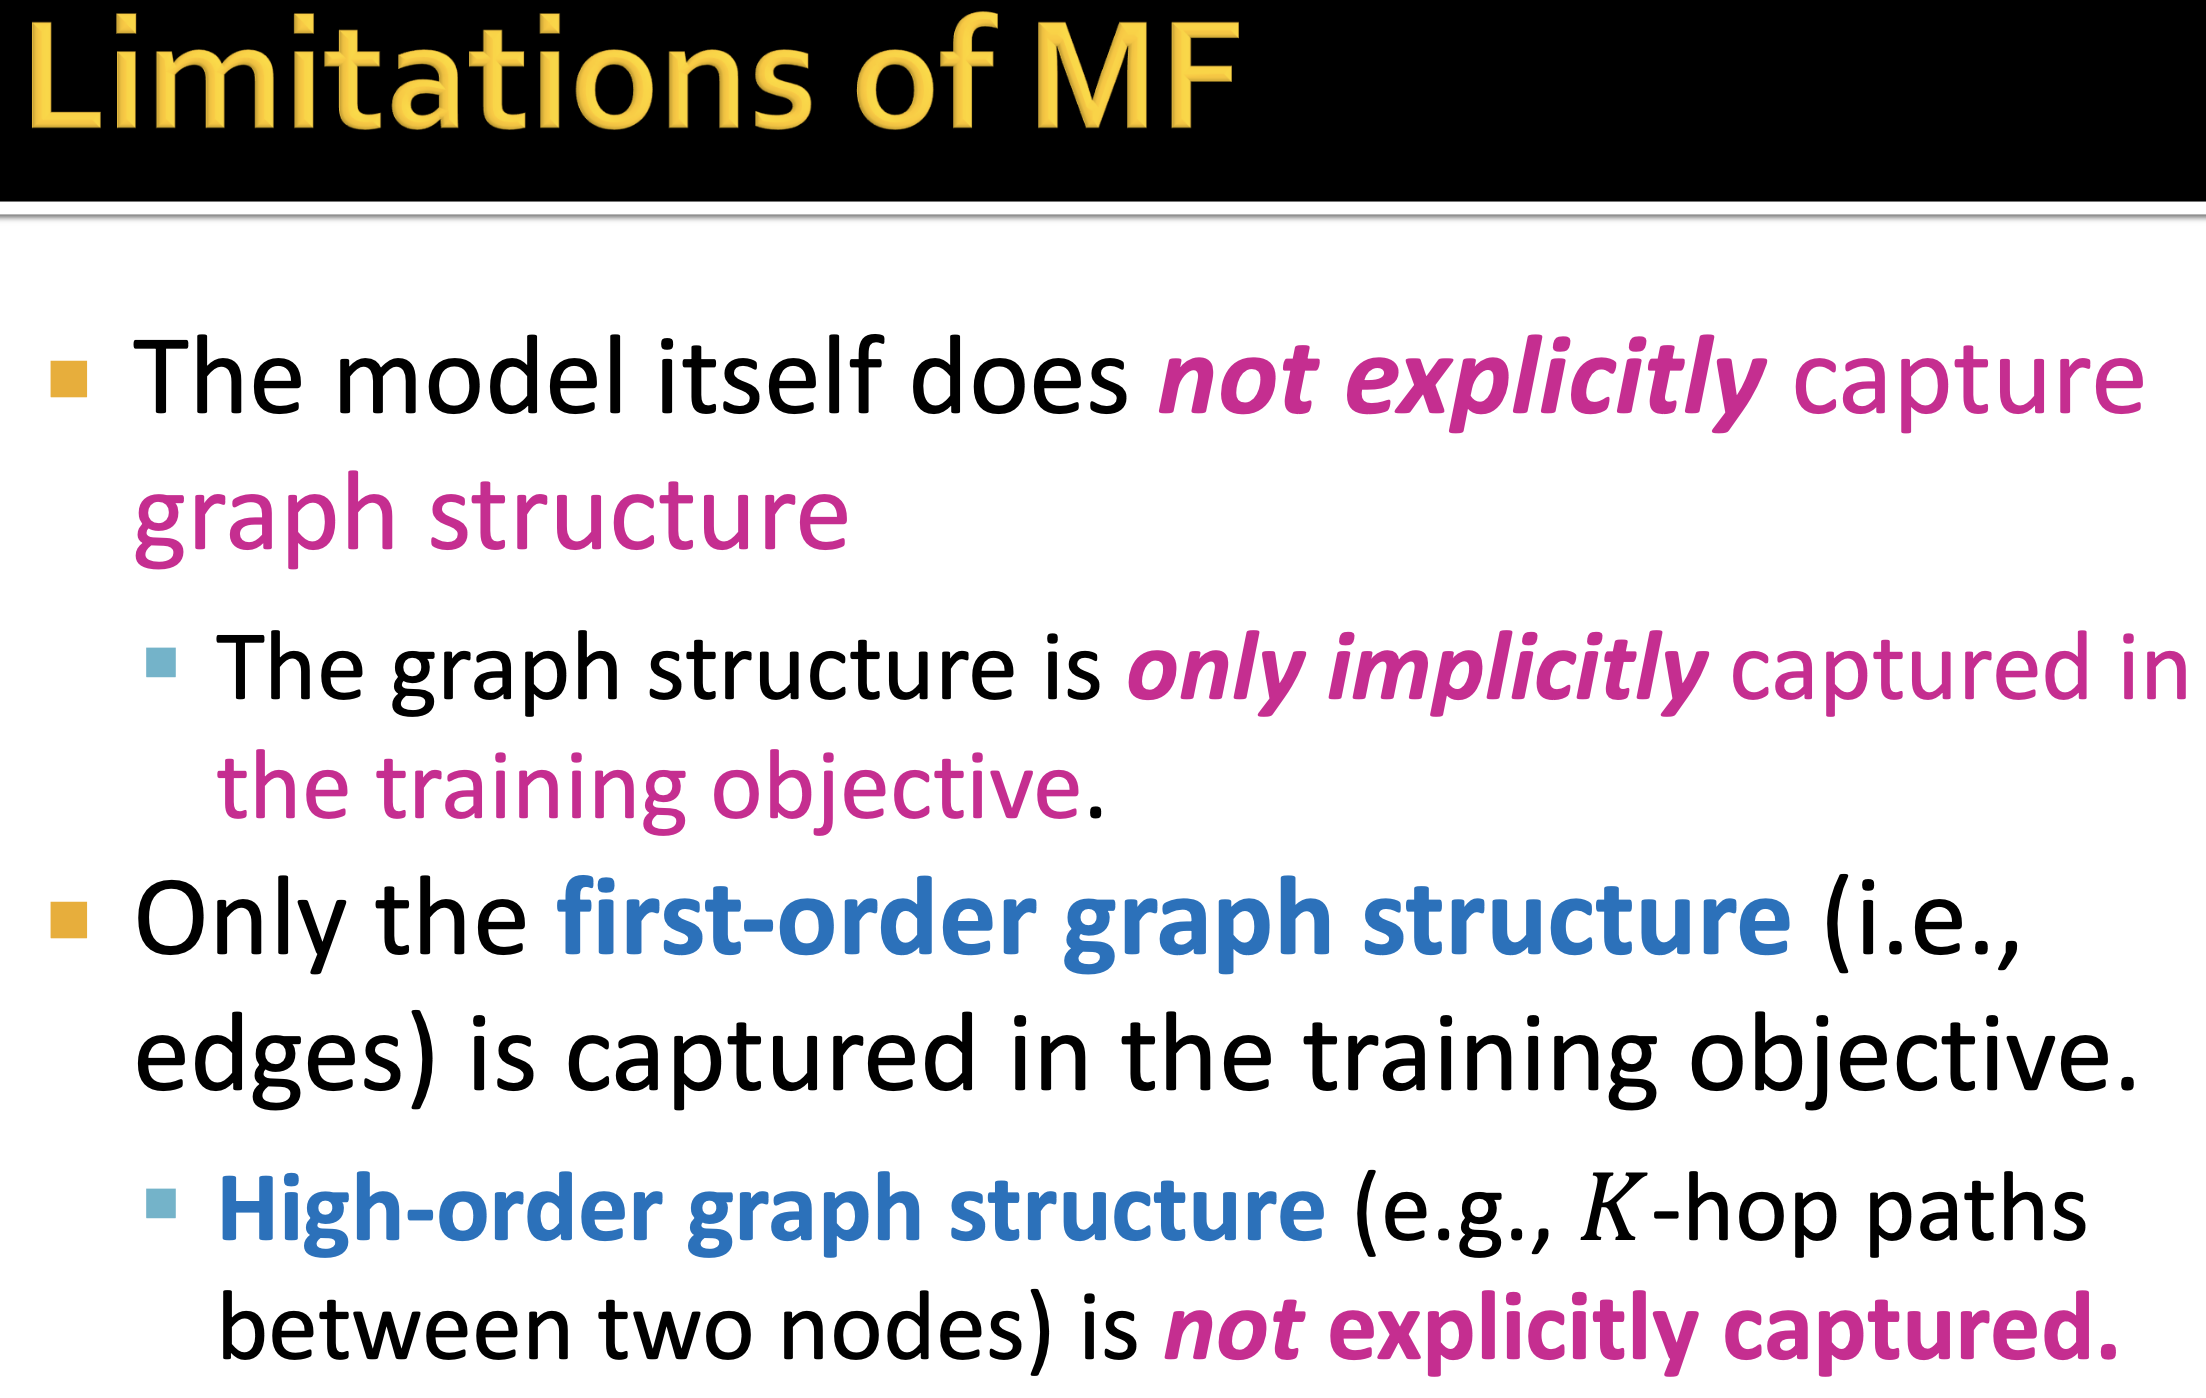 Limitations of MF
The model itself does not explicitly capture
graph structure
The graph structure is only implicitly captured in
the training objective.
Only the first-order graph structure (i.e.,
edges) is captured in the training objective.
High-order graph structure (e.g., K-hop paths
between two nodes) is not explicitly captured.